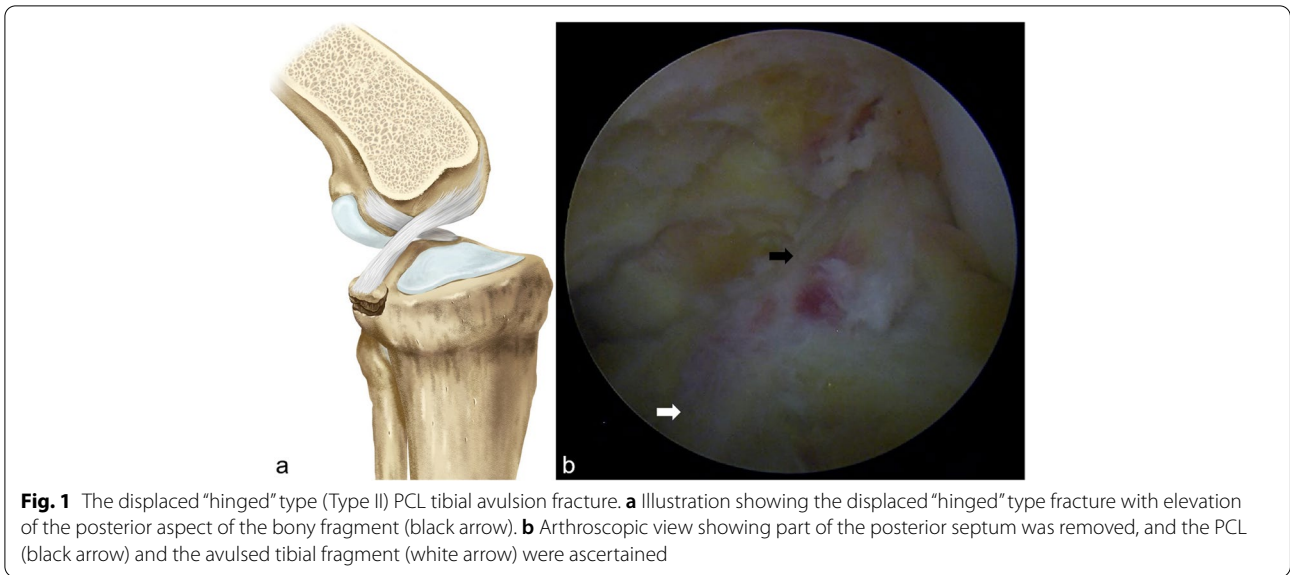 a
b
Fig. 1 The displaced “hinged” type (Type II) PCL tibial avulsion fracture. a Illustration showing the displaced “hinged” type fracture with elevation
of the posterior aspect of the bony fragment (black arrow). b Arthroscopic view showing part of the posterior septum was removed, and the PCL
(black arrow) and the avulsed tibial fragment (white arrow) were ascertained